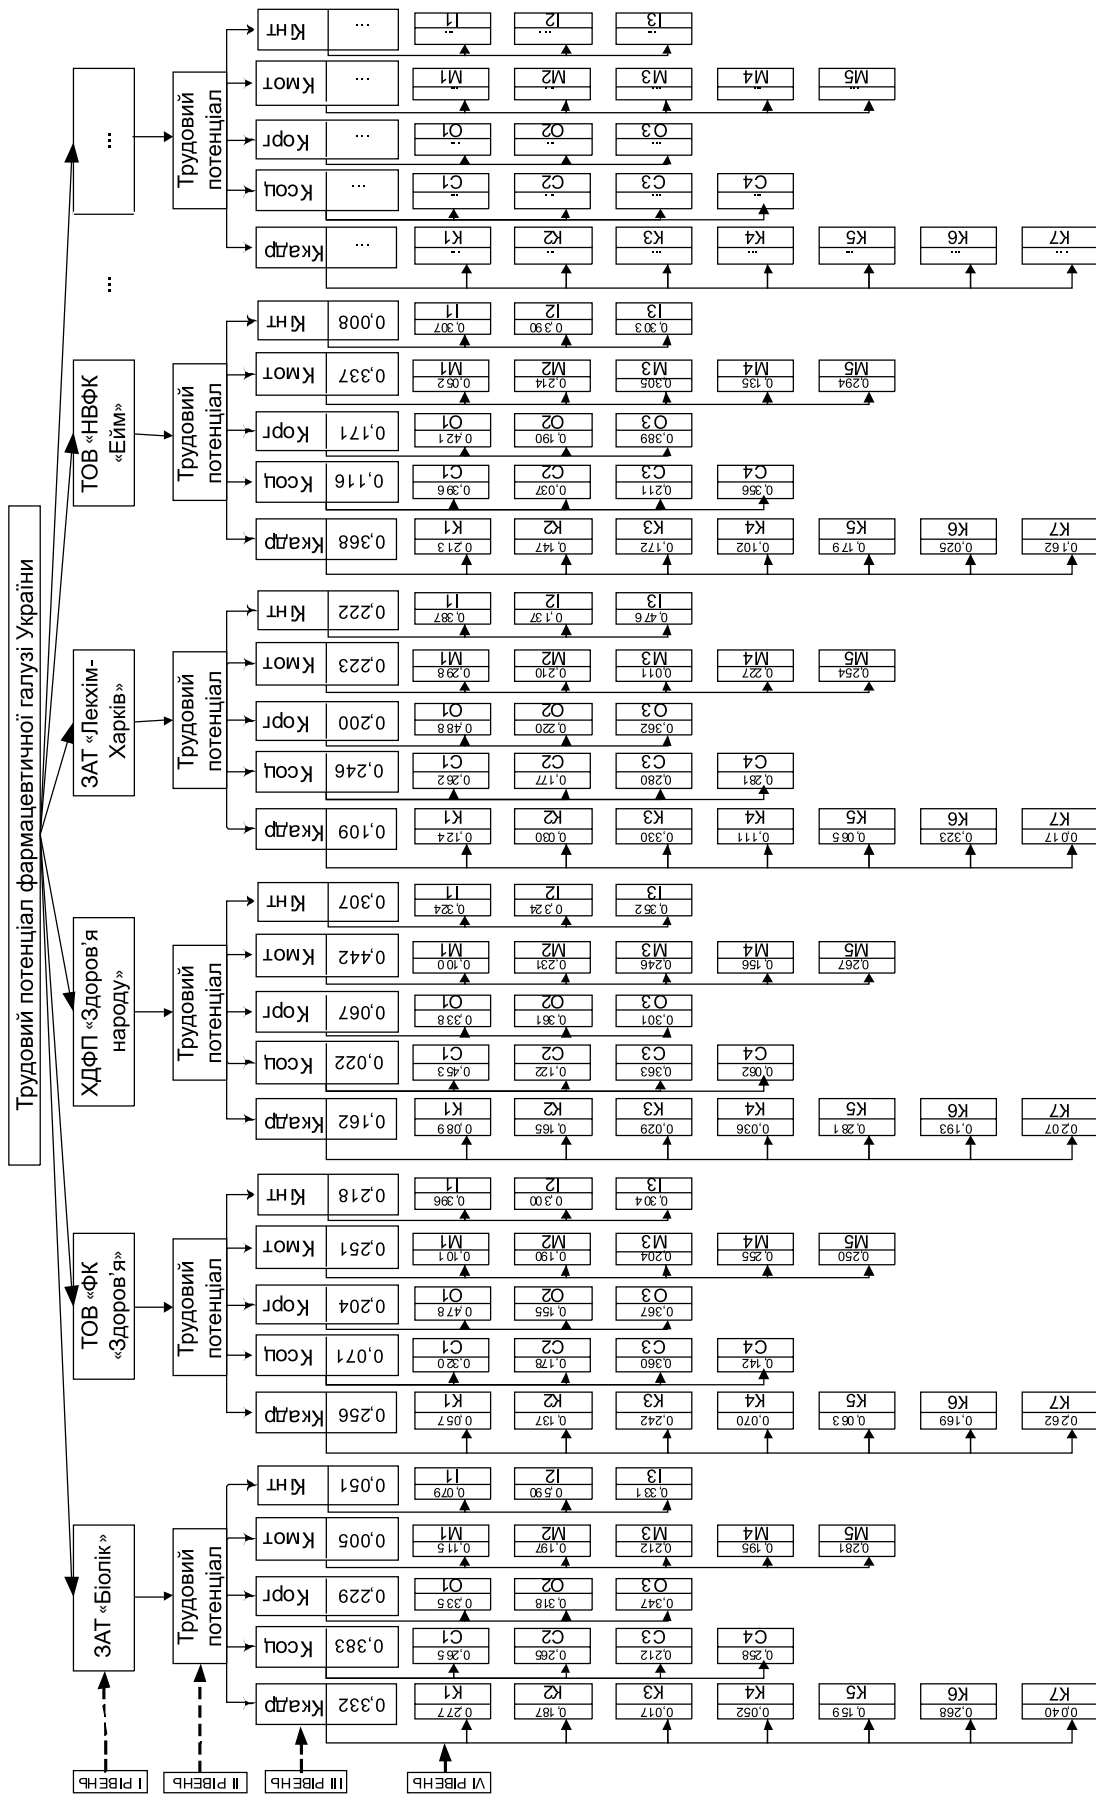 Трудовий потенціал фармацевтичної галузі України
І РІВЕНЬ
ІІ РІВЕНЬ
ІІІ РІВЕНЬ
VI РІВЕНЬ
ЗАТ «Біолік»
Трудовий
потенціал
Ккадр 0,332
К1 0,277
К2 0,187
К3 0,017
К4 0,052
К5 0,159
К6 0,268
К7 0,040
Ксоц 0,383
С1 0,265
С2 0,265
С3 0,212
С4 0,258
Корг 0,229
О1 0,335
О2 0,318
О3 0,347
Кмот 0,005
М1 0,115
М2 0,197
М3 0,212
М4 0,195
М5 0,281
Кінт 0,051
І1 0,079
І2 0,590
І3 0,331
ТОВ «ФК
«Здоров'я»
Трудовий
потенціал
Ккадр 0,256
К1 0,057
К2 0,137
К3 0,242
К4 0,070
К5 0,063
К6 0,169
К7 0,262
Ксоц 0,071
С1 0,320
С2 0,178
С3 0,360
С4 0,142
Корг 0,204
О1 0,478
О2 0,155
О3 0,367
Кмот 0,251
М1 0,101
М2 0,190
М3 0,204
М4 0,255
М5 0,250
Кінт 0,218
І1 0,396
І2 0,300
І3 0,304
ХДФП «Здоров'я
народу»
Трудовий
потенціал
Ккадр 0,162
К1 0,089
К2 0,165
К3 0,029
К4 0,036
К5 0,281
К6 0,193
К7 0,207
Ксоц 0,022
С1 0,453
С2 0,122
С3 0,363
С4 0,062
Корг 0,067
О1 0,338
О2 0,361
О3 0,301
Кмот 0,442
М1 0,100
М2 0,231
М3 0,246
М4 0,156
М5 0,267
Кінт 0,307
І1 0,324
І2 0,324
І3 0,352
ЗАТ «Лекхім-
Харків»
Трудовий
потенціал
Ккадр 0,109
К1 0,124
К2 0,030
К3 0,330
К4 0,111
К5 0,065
К6 0,323
К7 0,017
Ксоц 0,246
С1 0,262
С2 0,177
С3 0,280
С4 0,281
Корг 0,200
О1 0,488
О2 0,220
О3 0,362
Кмот 0,223
М1 0,298
М2 0,210
М3 0,011
М4 0,227
М5 0,254
Кінт 0,222
І1 0,387
І2 0,137
І3 0,476
ТОВ «НВФК
«Ейм»
Трудовий
потенціал
Ккадр 0,368
К1 0,213
К2 0,147
К3 0,172
К4 0,102
К5 0,179
К6 0,025
К7 0,162
Ксоц 0,116
С1 0,396
С2 0,037
С3 0,211
С4 0,356
Корг 0,171
О1 0,421
О2 0,190
О3 0,389
Кмот 0,337
М1 0,052
М2 0,214
М3 0,305
М4 0,135
М5 0,294
Кінт 0,008
І1 0,307
І2 0,390
І3 0,303
...
...
Трудовий
потенціал
Ккадр ...
К1 ...
К2 ...
К3 ...
К4 ...
К5 ...
К6 ...
К7 ...
Ксоц ...
С1 ...
С2 ...
С3 ...
С4 ...
Корг ...
О1 ...
О2 ...
О3 ...
Кмот ...
М1 ...
М2 ...
М3 ...
М4 ...
М5 ...
Кінт ...
І1 ...
І2 ...
І3 ...